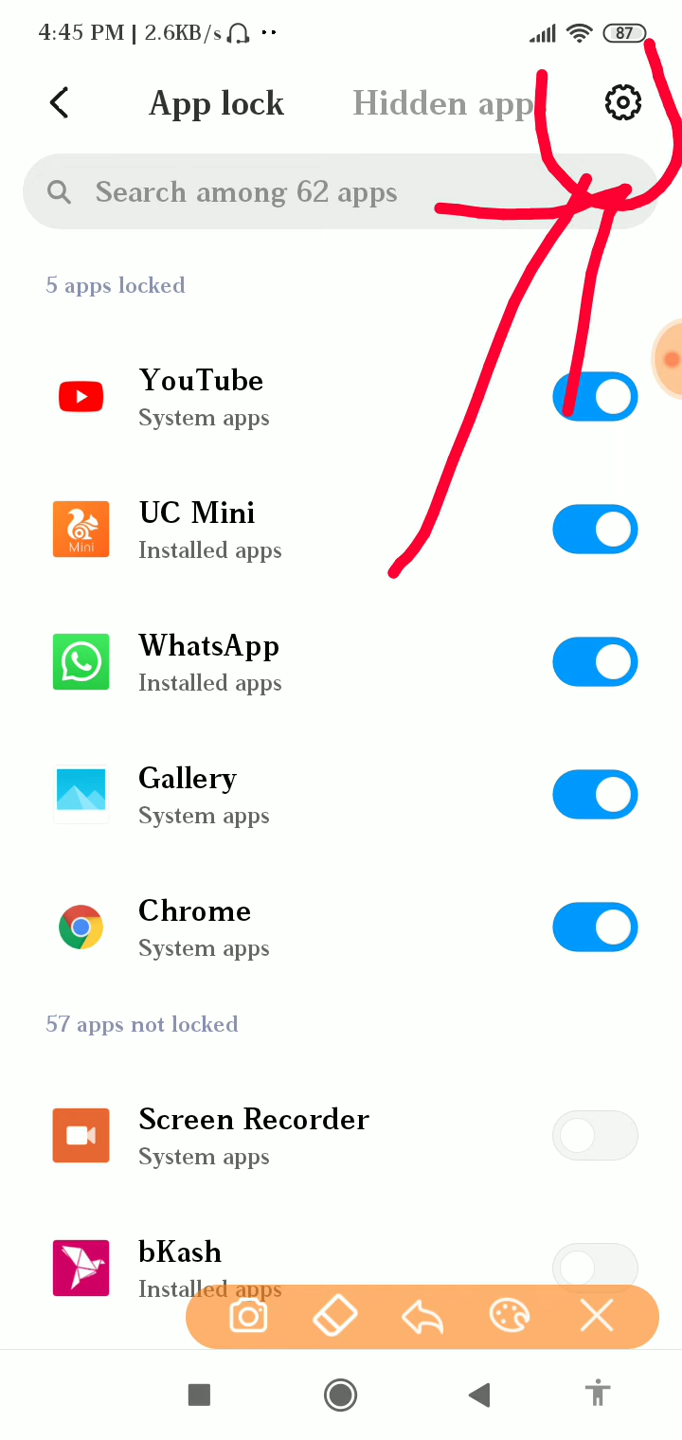 4:45 PM | 2.6KB/s
87
App lock
Hidden app
Search among 62 apps
5 apps locked
YouTube
System apps
UC Mini
Installed apps
Mini
WhatsApp
Installed apps
Gallery
System apps
Chrome
System apps
57 apps not locked
Screen Recorder
System apps
bKash
Installed apps